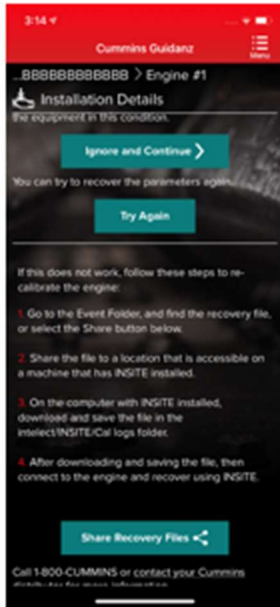 3:14
Cummins Guidanz
Menu
...BBBBBBBBBBBB > Engine #1
Installation Details
the equipment in this condition.
Ignore and Continue
You can try to recover the parameters again.
Try Again
If this does not work, follow these steps to re-
calibrate the engine:
1. Go to the Event Folder, and find the recovery file,
or select the Share button below.
2. Share the file to a location that is accessible on
a machine that has INSITE installed.
3. On the computer with INSITE installed,
download and save the file in the
intelect/INSITE/Cal logs folder.
4. After downloading and saving the file, then
connect to the engine and recover using INSITE.
Share Recovery Files
Call 1-800-CUMMINS or contact your Cummins
distributor for more information.